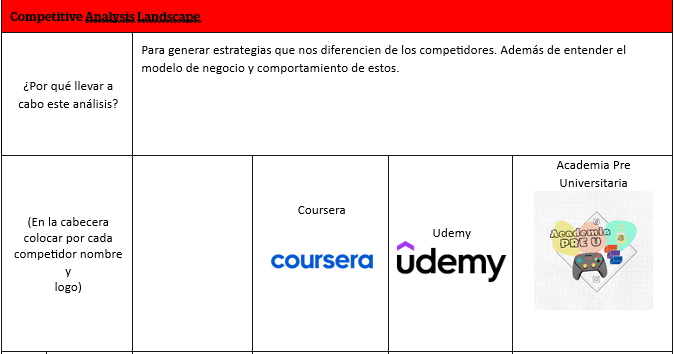 Competitive Analysis Landscape
Para generar estrategias que nos diferencien de los competidores. Además de entender el
modelo de negocio y comportamiento de estos.
¿Por qué llevar a
cabo este análisis?
(En la cabecera
colocar por cada
competidor nombre
y
logo)
Coursera
coursera
Udemy
udemy
Academia Pre
Universitaria
Academia
PRE U